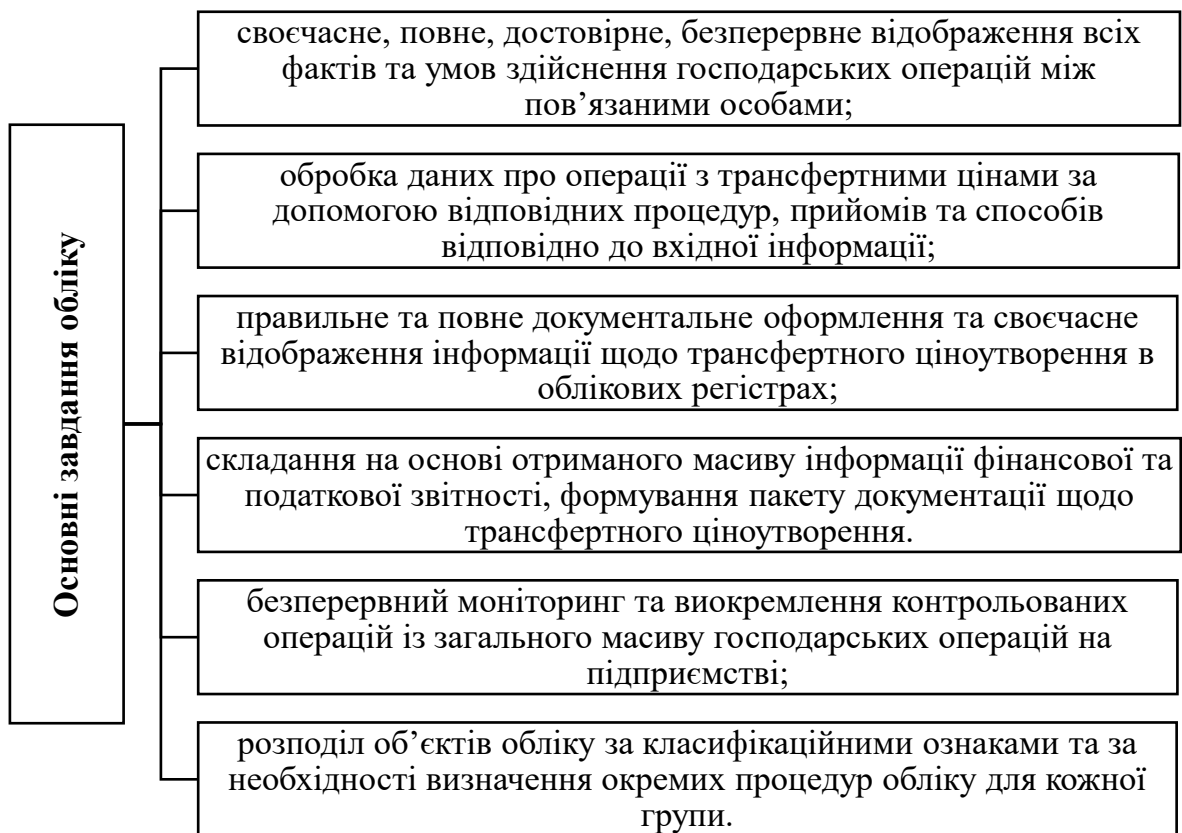 Основні завдання обліку
своєчасне, повне, достовірне, безперервне відображення всіх
фактів та умов здійснення господарських операцій між
пов’язаними особами;
обробка даних про операції з трансфертними цінами за
допомогою відповідних процедур, прийомів та способів
відповідно до вхідної інформації;
правильне та повне документальне оформлення та своєчасне
відображення інформації щодо трансфертного ціноутворення в
облікових регістрах;
складання на основі отриманого масиву інформації фінансової та
податкової звітності, формування пакету документації щодо
трансфертного ціноутворення.
безперервний моніторинг та виокремлення контрольованих
операцій із загального масиву господарських операцій на
підприємстві;
розподіл об’єктів обліку за класифікаційними ознаками та за
необхідності визначення окремих процедур обліку для кожної
групи.